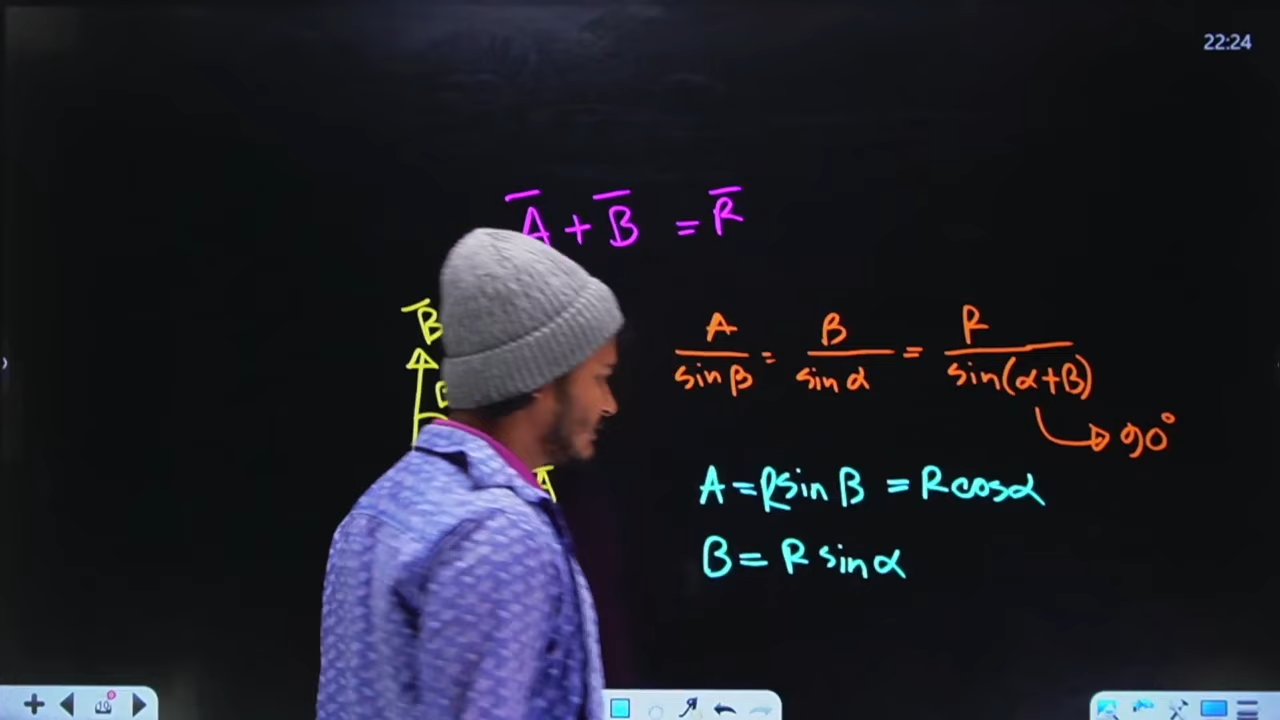 22:24
A̅ + B̅ = R̅
B̅
A/sin β = B/sin α = R/sin(α+β)
90°
A = R sin β = R cos α
B = R sin α